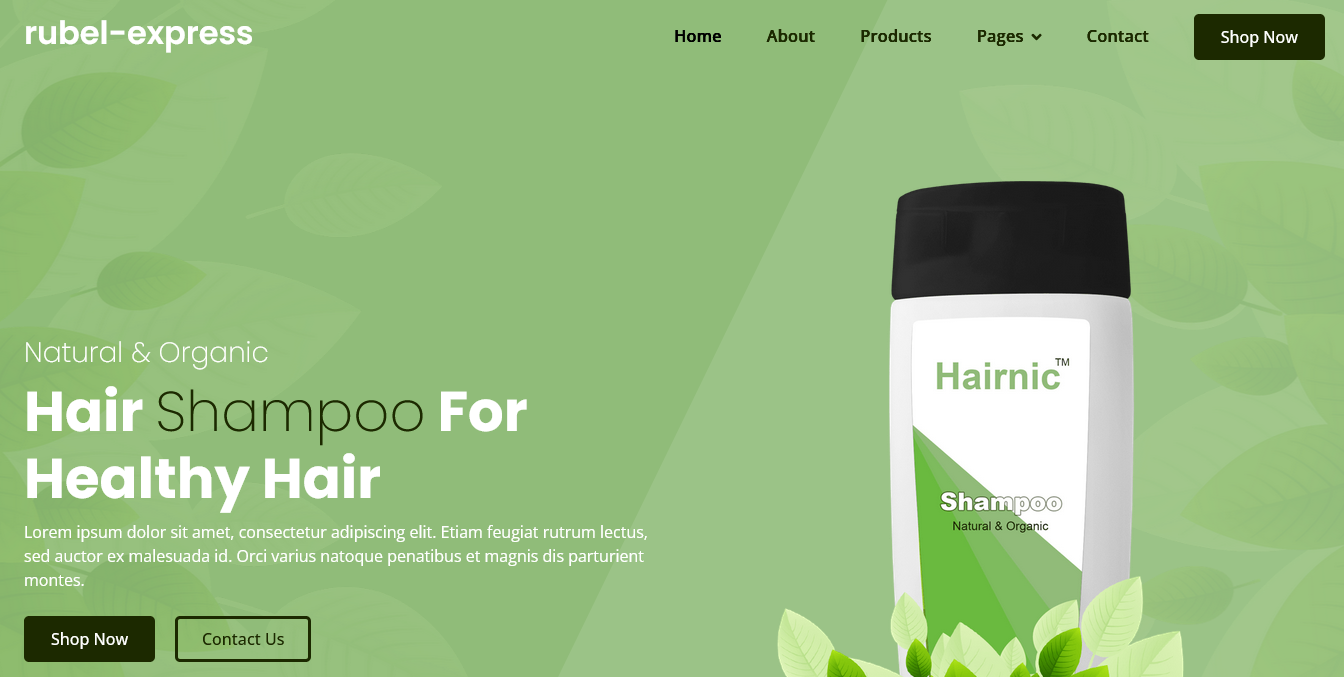 rubel-express
Home
About
Products
Pages
Contact
Shop Now
Natural & Organic
Hair Shampoo For
Healthy Hair
Lorem ipsum dolor sit amet, consectetur adipiscing elit. Etiam feugiat rutrum lectus,
sed auctor ex malesuada id. Orci varius natoque penatibus et magnis dis parturient
montes.
Shop Now
Contact Us
Hairnic™
Shampoo
Natural & Organic